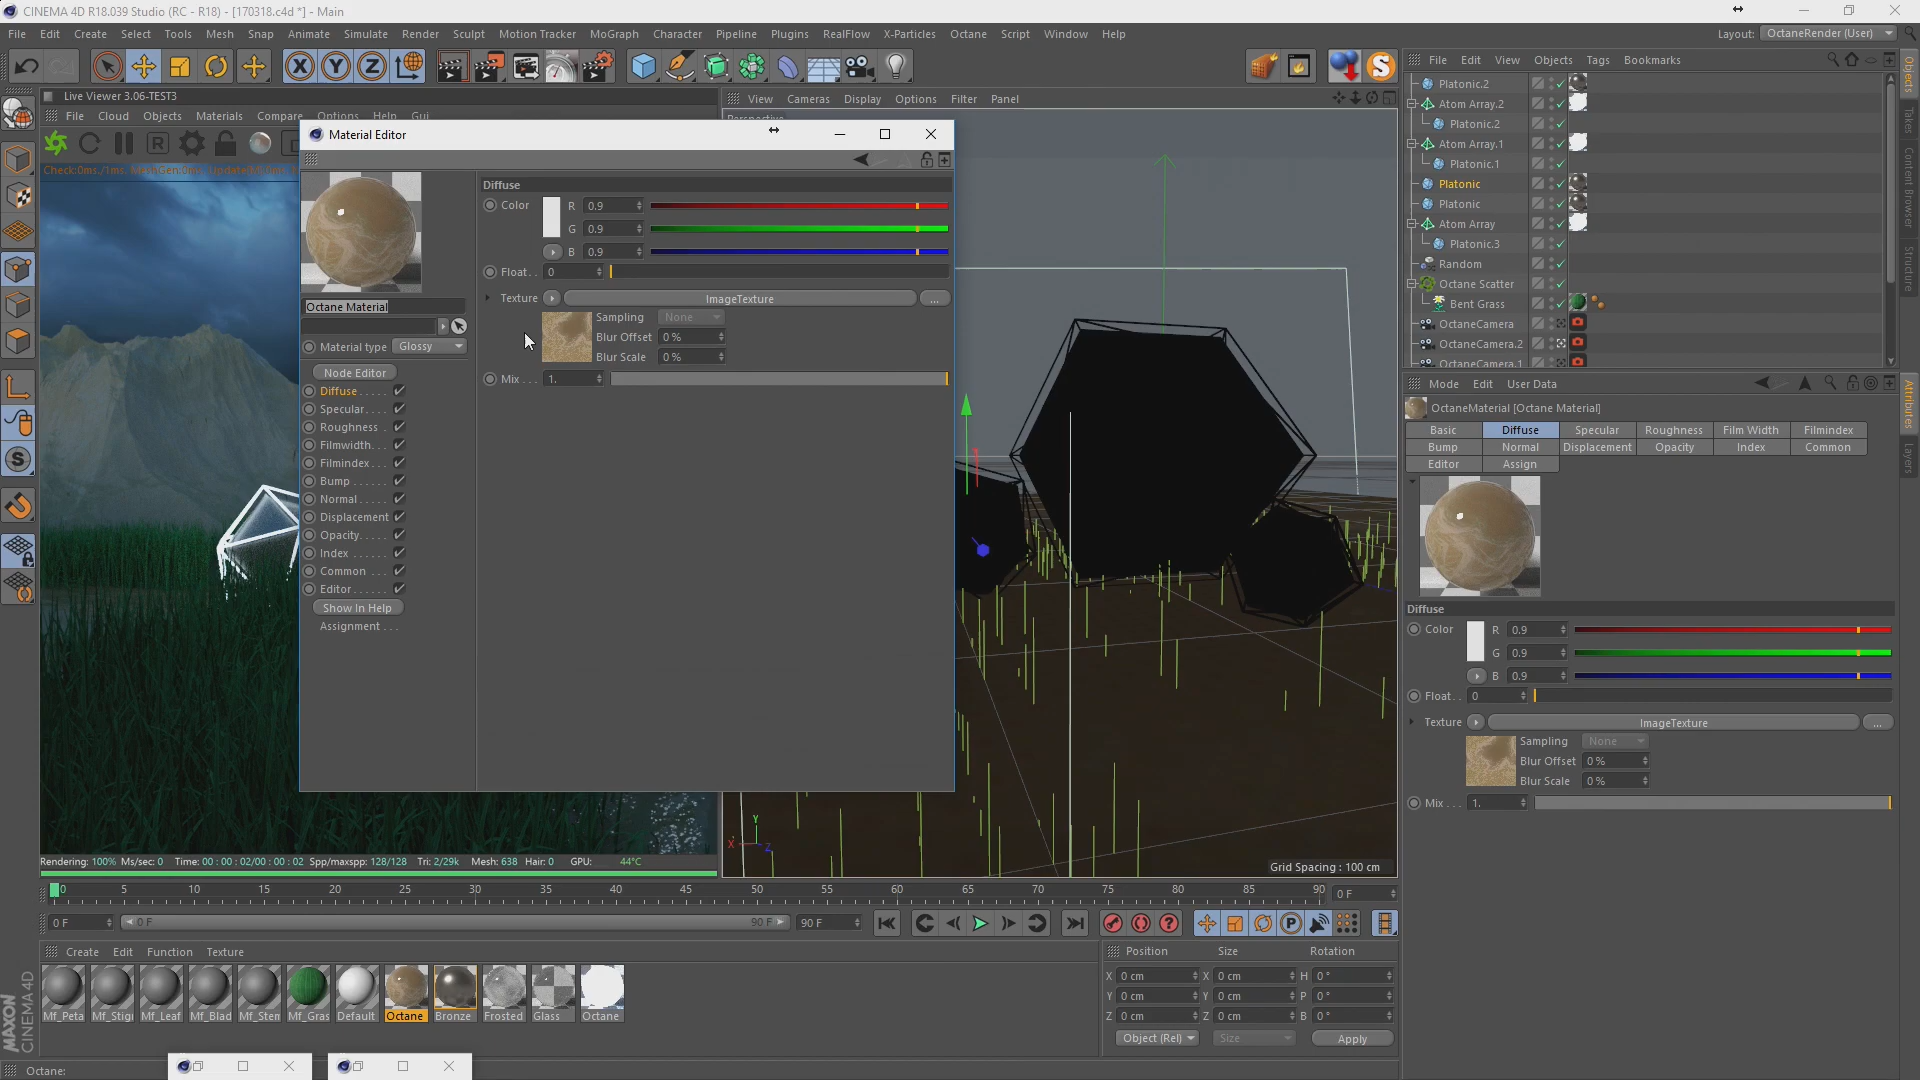 CINEMA 4D R18.039 Studio (RC - R18) - [170318.c4d *] - Main
File Edit Create Select Tools Mesh Snap Animate Simulate Render Sculpt Motion Tracker MoGraph Character Pipeline Plugins RealFlow X-Particles Octane Script Window Help
Layout: OctaneRender (User)
Live Viewer 3.06-TEST3
File Cloud Objects Materials Compare Options Help Gui
Check:0ms./1ms.
View Cameras Display Options Filter Panel
Perspective
Material Editor
Octane Material
Material type Glossy
Node Editor
Diffuse
Specular
Roughness
Filmwidth
Filmindex
Bump
Normal
Displacement
Opacity
Index
Common
Editor
Show In Help
Assignment
Diffuse
Color R 0.9
G 0.9
B 0.9
Float 0
Texture ImageTexture ...
Sampling None
Blur Offset 0 %
Blur Scale 0 %
Mix 1.
Y
X
Z
Grid Spacing : 100 cm
Rendering: 100% Ms/sec: 0 Time: 00 : 00 : 02/00 : 00 : 02 Spp/maxspp: 128/128 Tri: 2/29k Mesh: 638 Hair: 0 GPU: 44°C
0 5 10 15 20 25 30 35 40 45 50 55 60 65 70 75 80 85 90 0 F
0 F 0 F 90 F 90 F
Create Edit Function Texture
Mf_Peta Mf_Stigi Mf_Leaf Mf_Blad Mf_Sten Mf_Gras Default Octane Bronze Frosted Glass Octane
Position Size Rotation
X 0 cm X 0 cm H 0 °
Y 0 cm Y 0 cm P 0 °
Z 0 cm Z 0 cm B 0 °
Object (Rel) Size Apply
MAXON CINEMA 4D
Octane:
File Edit View Objects Tags Bookmarks
Platonic.2
Atom Array.2
Platonic.2
Atom Array.1
Platonic.1
Platonic
Platonic
Atom Array
Platonic.3
Random
Octane Scatter
Bent Grass
OctaneCamera
OctaneCamera.2
OctaneCamera.1
Objects
Takes
Content Browser
Structure
Mode Edit User Data
OctaneMaterial [Octane Material]
Basic Diffuse Specular Roughness Film Width Filmindex
Bump Normal Displacement Opacity Index Common
Editor Assign
Diffuse
Color R 0.9
G 0.9
B 0.9
Float 0
Texture ImageTexture ...
Sampling None
Blur Offset 0 %
Blur Scale 0 %
Mix 1.
Attributes
Layers